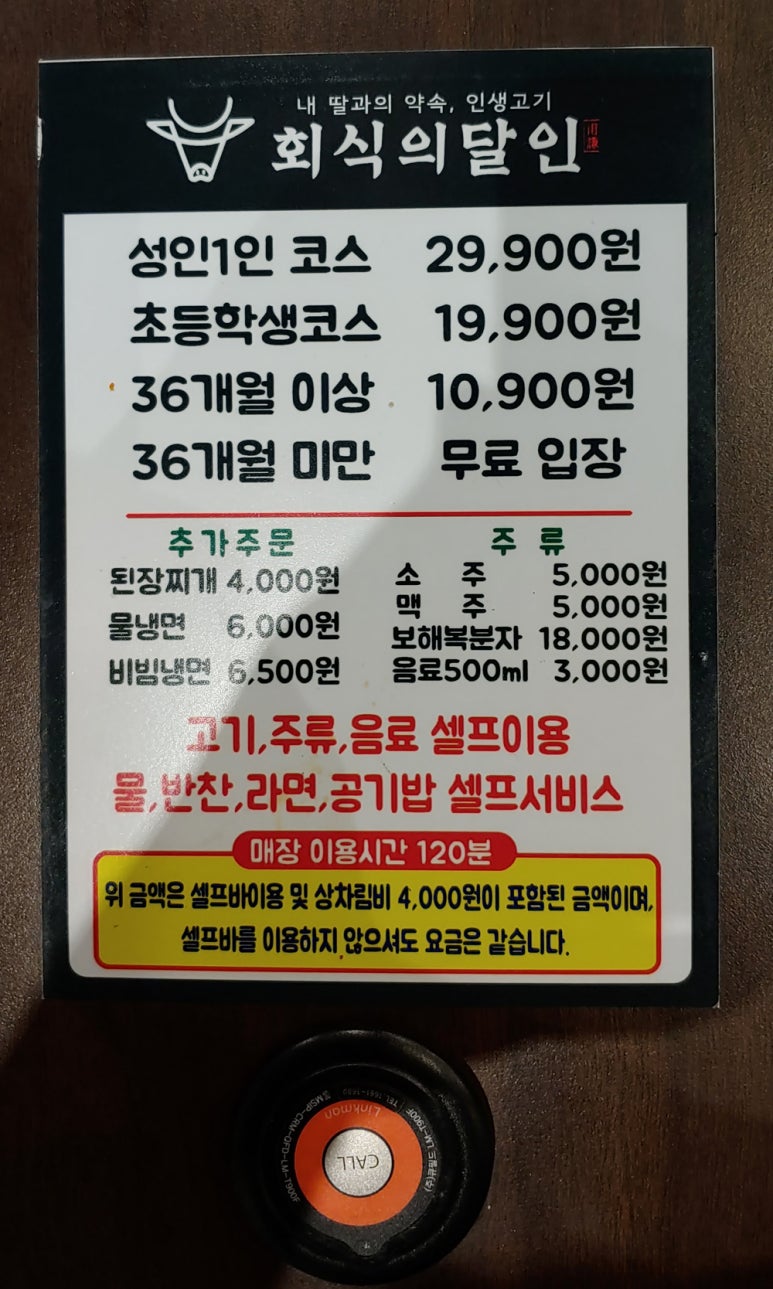 내 딸과의 약속, 인생고기
회식의달인
성인1인 코스 29,900원
초등학생코스 19,900원
36개월 이상 10,900원
36개월 미만 무료 입장
추가주문
된장찌개 4,000원
물냉면 6,000원
비빔냉면 6,500원
주 류
소 주 5,000원
맥 주 5,000원
보해복분자 18,000원
음료500ml 3,000원
고기,주류,음료 셀프이용
물,반찬,라면,공기밥 셀프서비스
매장 이용시간 120분
위 금액은 셀프바이용 및 상차림비 4,000원이 포함된 금액이며,
셀프바를 이용하지 않으셔도 요금은 같습니다.
CALL
Linkman